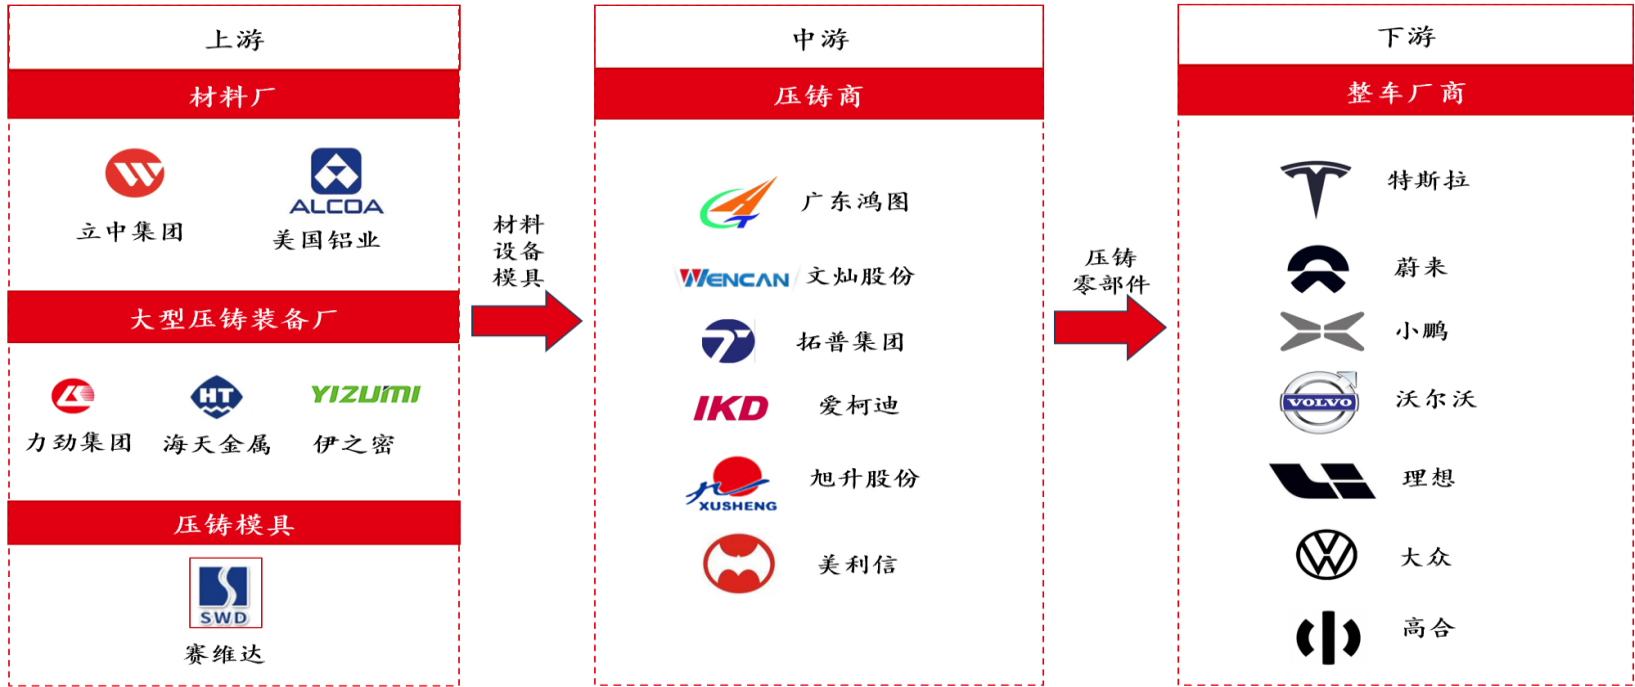 上游
材料厂
ALCOA
立中集团
美国铝业
大型压铸装备厂
HT
YIZUMI
力劲集团
海天金属
伊之密
压铸模具
SWD
赛维达
材料
设备
模具
中游
压铸商
广东鸿图
WENCAN
文灿股份
拓普集团
IKD
爱柯迪
XUSHENG
旭升股份
美利信
压铸
零部件
下游
整车厂商
特斯拉
蔚来
小鹏
VOLVO
沃尔沃
理想
大众
高合